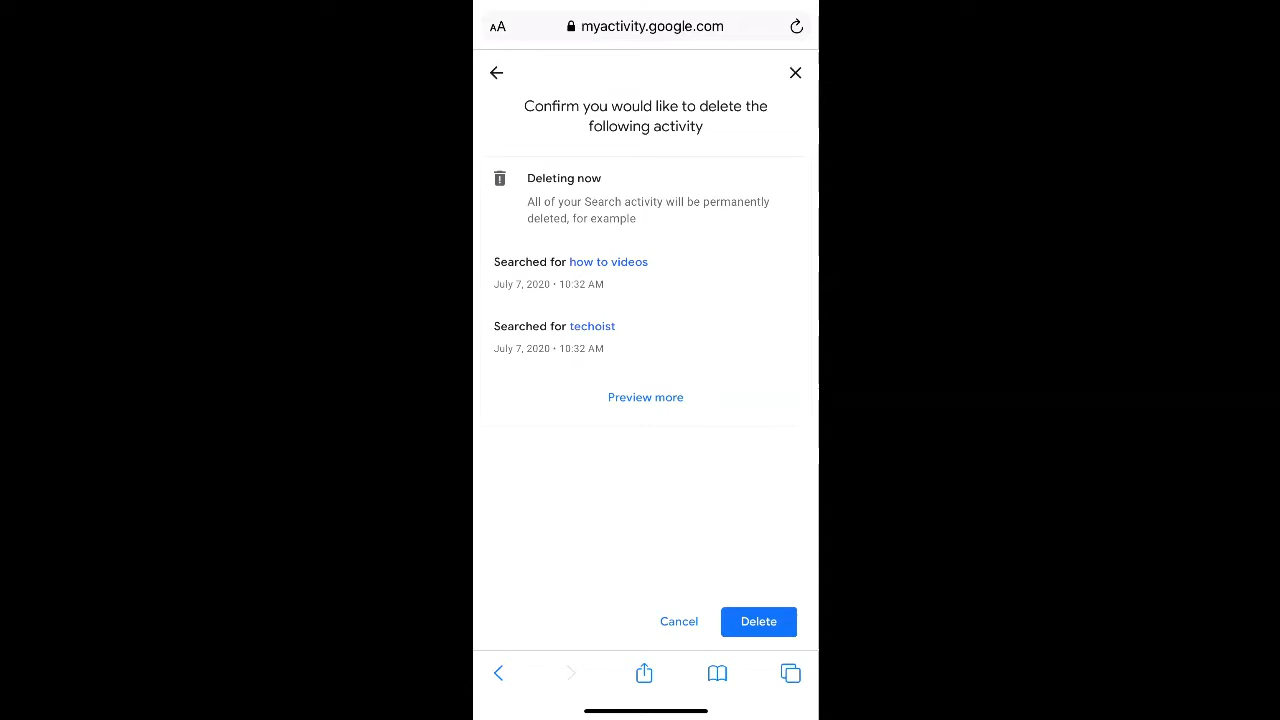 AA myactivity.google.com
Confirm you would like to delete the
following activity
Deleting now
All of your Search activity will be permanently
deleted, for example
Searched for how to videos
July 7, 2020 • 10:32 AM
Searched for techoist
July 7, 2020 • 10:32 AM
Preview more
Cancel Delete